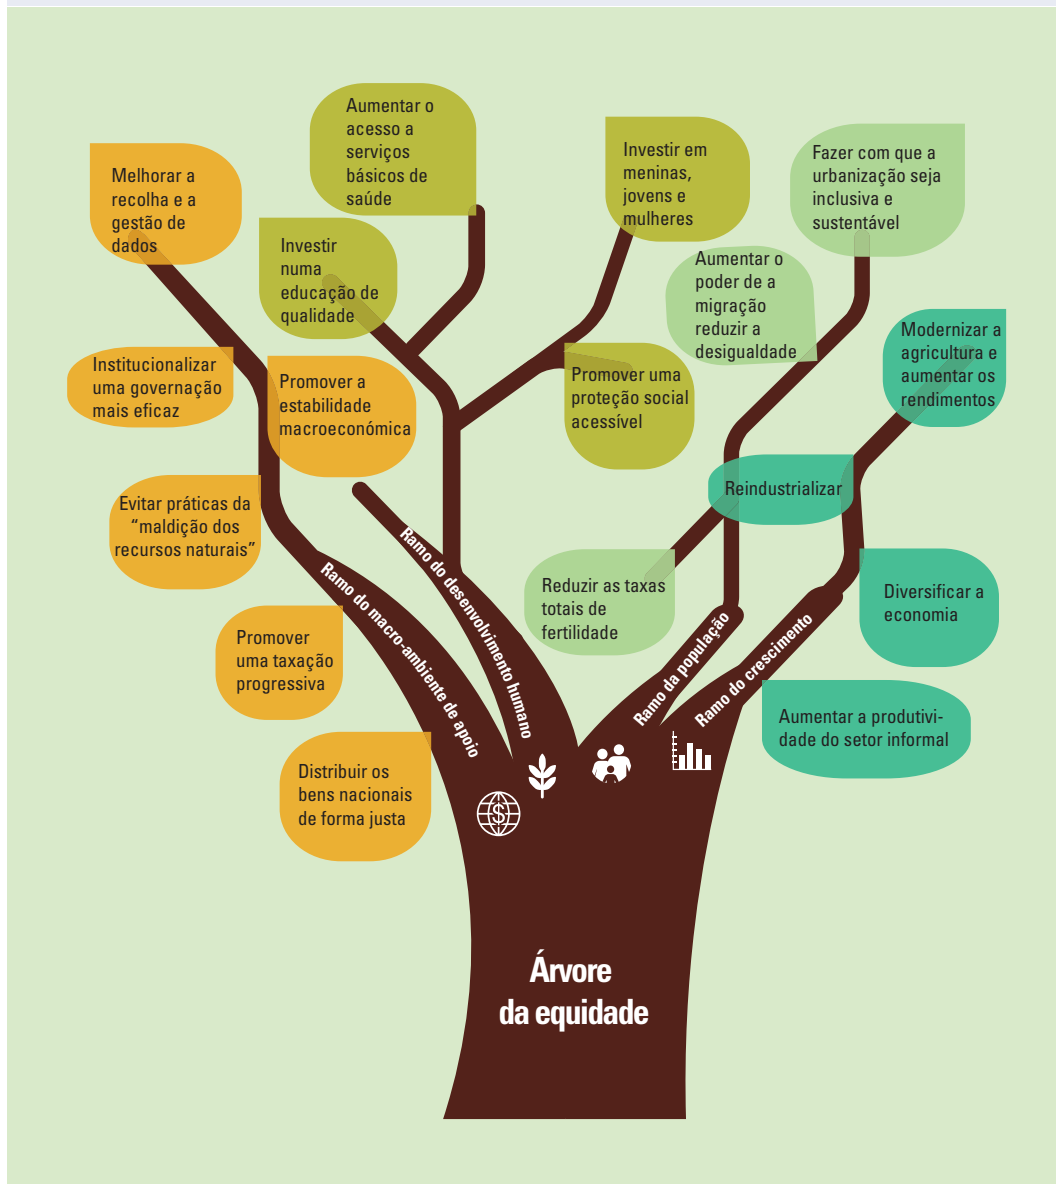 Aumentar o
acesso a
serviços
básicos de
saúde
Investir em
meninas,
jovens e
mulheres
Fazer com que a
urbanização seja
inclusiva e
sustentável
Melhorar a
recolha e a
gestão de
dados
Investir
numa
educação de
qualidade
Aumentar o
poder de a
migração
reduzir a
desigualdade
Modernizar a
agricultura e
aumentar os
rendimentos
Institucionalizar
uma governação
mais eficaz
Promover a
estabilidade
macroeconómica
Promover uma
proteção social
acessível
Reindustrializar
Evitar práticas da
“maldição dos
recursos naturais”
Reduzir as taxas
totais de
fertilidade
Diversificar a
economia
Promover
uma taxação
progressiva
Aumentar a produtivi-
dade do setor informal
Distribuir os
bens nacionais
de forma justa
Ramo do macro-ambiente de apoio
Ramo do desenvolvimento humano
Ramo da população
Ramo do crescimento
$
Árvore
da equidade